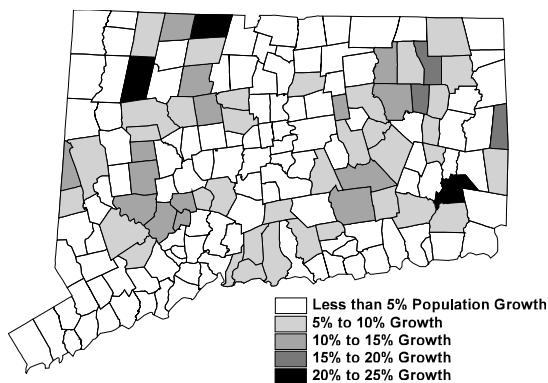 Less than 5% Population Growth
5% to 10% Growth
10% to 15% Growth
15% to 20% Growth
20% to 25% Growth